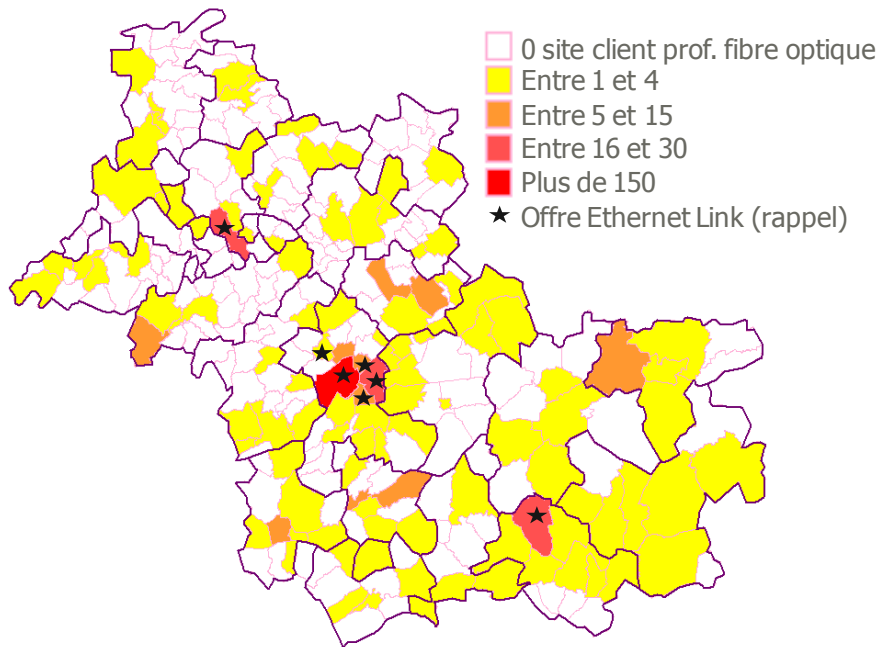 0 site client prof. fibre optique
Entre 1 et 4
Entre 5 et 15
Entre 16 et 30
Plus de 150
Offre Ethernet Link (rappel)